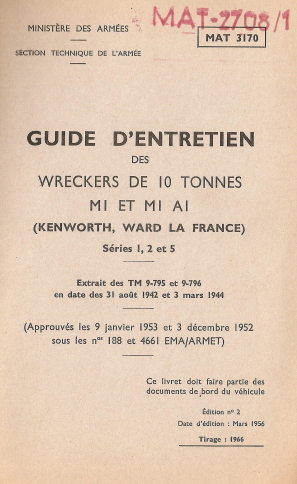 MAT-2708/1
MINISTÈRE DES ARMÉES
SECTION TECHNIQUE DE L'ARMÉE
MAT 3170
GUIDE D'ENTRETIEN
DES
WRECKERS DE 10 TONNES
M1 ET M1 A1
(KENWORTH, WARD LA FRANCE)
Séries 1, 2 et 5
Extrait des TM 9-795 et 9-796
en date des 31 août 1942 et 3 mars 1944
(Approuvés les 9 janvier 1953 et 3 décembre 1952
sous les nos 188 et 4661 EMA/ARMET)
Ce livret doit faire partie des
documents de bord du véhicule
Édition n° 2
Date d'édition : Mars 1956
Tirage : 1966